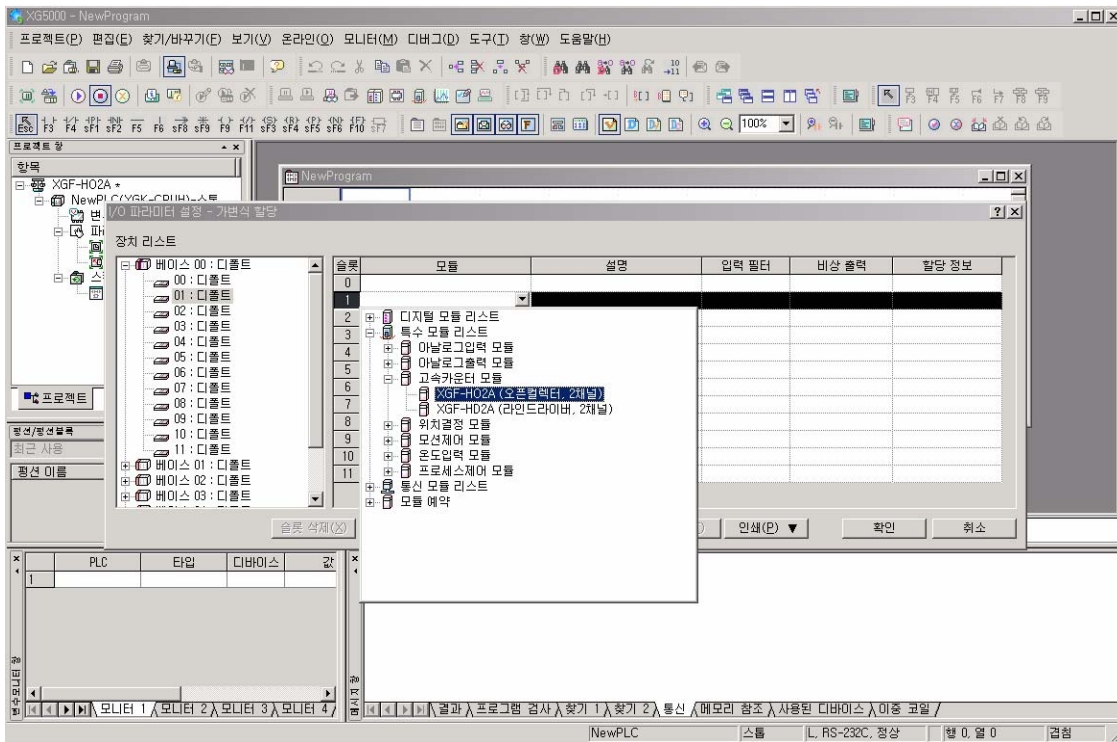 XG5000 - NewProgram
프로젝트(P) 편집(E) 찾기/바꾸기(F) 보기(V) 온라인(O) 모니터(M) 디버그(D) 도구(T) 창(W) 도움말(H)
100%
프로젝트 창
항목
XGF-HO2A *
NewPLC(XGK-CPUH)-스톱
NewProgram
I/O 파라미터 설정 - 가변식 할당
장치 리스트
베이스 00 : 디폴트
00 : 디폴트
01 : 디폴트
02 : 디폴트
03 : 디폴트
04 : 디폴트
05 : 디폴트
06 : 디폴트
07 : 디폴트
08 : 디폴트
09 : 디폴트
10 : 디폴트
11 : 디폴트
베이스 01 : 디폴트
베이스 02 : 디폴트
베이스 03 : 디폴트
슬롯 모듈 설명 입력 필터 비상 출력 할당 정보
0
1
2
3
4
5
6
7
8
9
10
11
디지털 모듈 리스트
특수 모듈 리스트
아날로그입력 모듈
아날로그출력 모듈
고속카운터 모듈
XGF-HO2A (오픈컬렉터, 2채널)
XGF-HD2A (라인드라이버, 2채널)
위치결정 모듈
모션제어 모듈
온도입력 모듈
프로세스제어 모듈
통신 모듈 리스트
모듈 예약
슬롯 삭제(X) 인쇄(P) ▼ 확인 취소
프로젝트
펑션/펑션블록
최근 사용
펑션 이름
PLC 타입 디바이스 값
1
모니터 1 모니터 2 모니터 3 모니터 4
결과 프로그램 검사 찾기 1 찾기 2 통신 메모리 참조 사용된 디바이스 이중 코일
NewPLC 스톱 L, RS-232C, 정상 행 0, 열 0 겹침